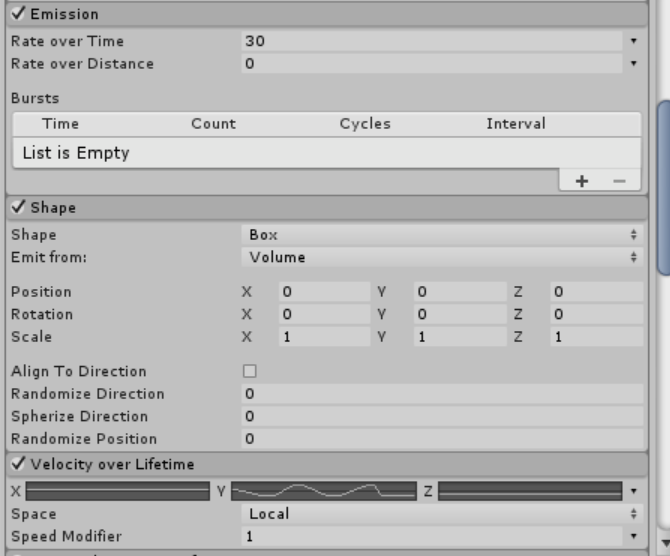 Emission
Rate over Time 30
Rate over Distance 0
Bursts
Time Count Cycles Interval
List is Empty
+ −
Shape
Shape Box
Emit from: Volume
Position X 0 Y 0 Z 0
Rotation X 0 Y 0 Z 0
Scale X 1 Y 1 Z 1
Align To Direction
Randomize Direction 0
Spherize Direction 0
Randomize Position 0
Velocity over Lifetime
X Y Z
Space Local
Speed Modifier 1